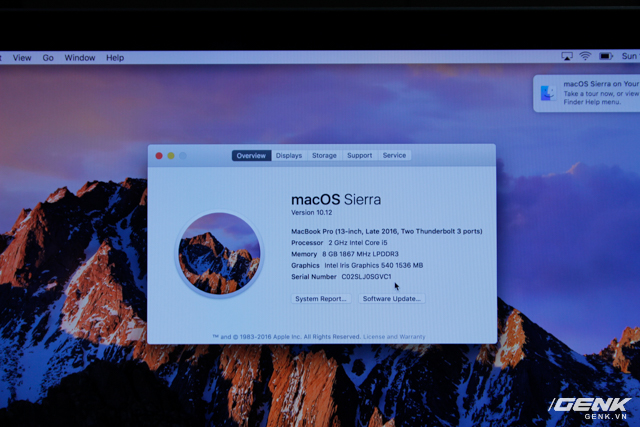 View Go Window Help
Sun
macOS Sierra on Your
Take a tour now, or view
Finder Help menu.
Overview Displays Storage Support Service
macOS Sierra
Version 10.12
MacBook Pro (13-inch, Late 2016, Two Thunderbolt 3 ports)
Processor 2 GHz Intel Core i5
Memory 8 GB 1867 MHz LPDDR3
Graphics Intel Iris Graphics 540 1536 MB
Serial Number C02SLJ0SGVC1
System Report... Software Update...
™ and © 1983-2016 Apple Inc. All Rights Reserved. License and Warranty
GENK
GENK.VN